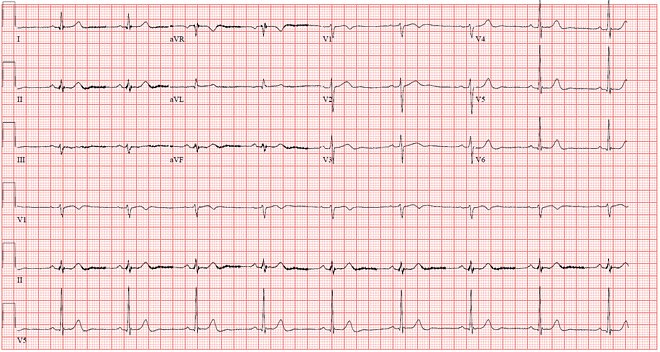 I aVR V1 V4
II aVL V2 V5
III aVF V3 V6
V1
II
V5